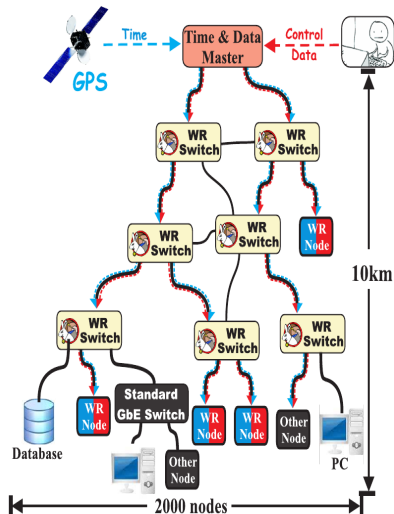 GPS
Time
Time & Data
Master
Control
Data
WR
Switch
WR
Switch
WR
Switch
WR
Switch
WR
Node
10km
WR
Switch
WR
Switch
WR
Switch
Database
WR
Node
Standard
GbE Switch
Other
Node
WR
Node
WR
Node
Other
Node
PC
2000 nodes